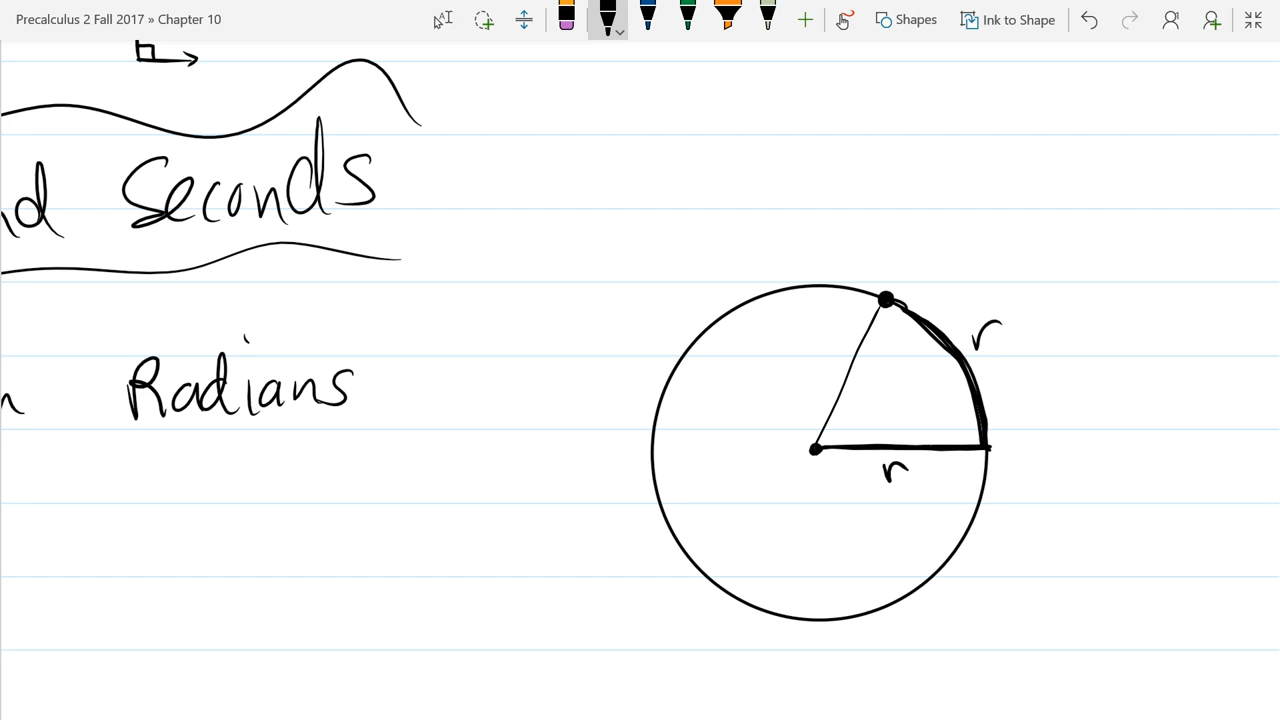 Precalculus 2 Fall 2017 » Chapter 10
Shapes
Ink to Shape
Seconds
Radians
r
r